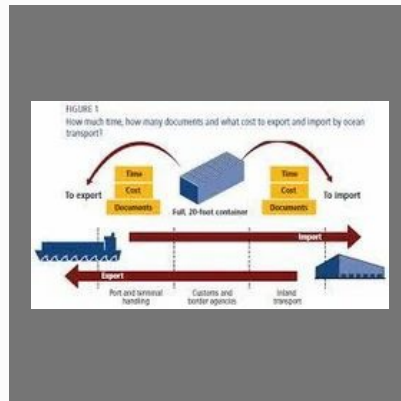 FIGURE 1
How much time, how many documents and what cost to export and import by ocean
transport?
Time
Cost
Documents
To export
Full, 20-foot container
Time
Cost
Documents
To import
Import
Export
Port and terminal
handling
Customs and
border agencies
Inland
transport